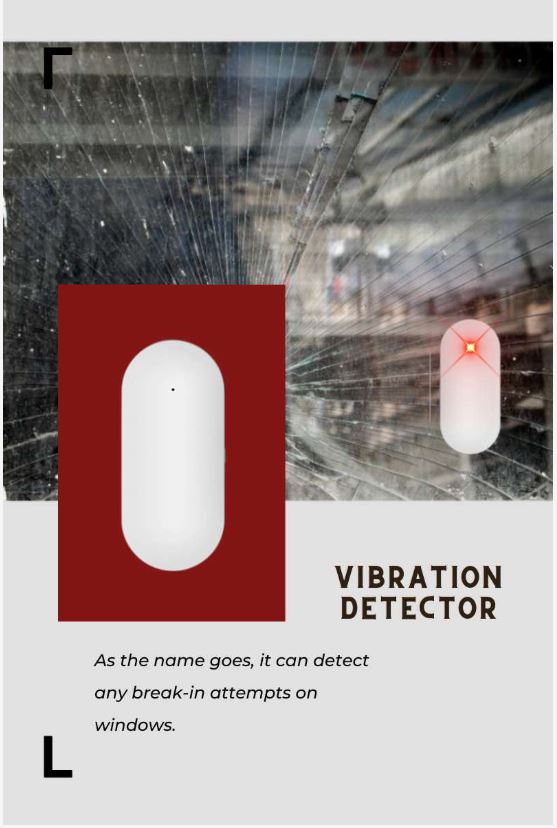 VIBRATION
DETECTOR
As the name goes, it can detect
any break-in attempts on
windows.